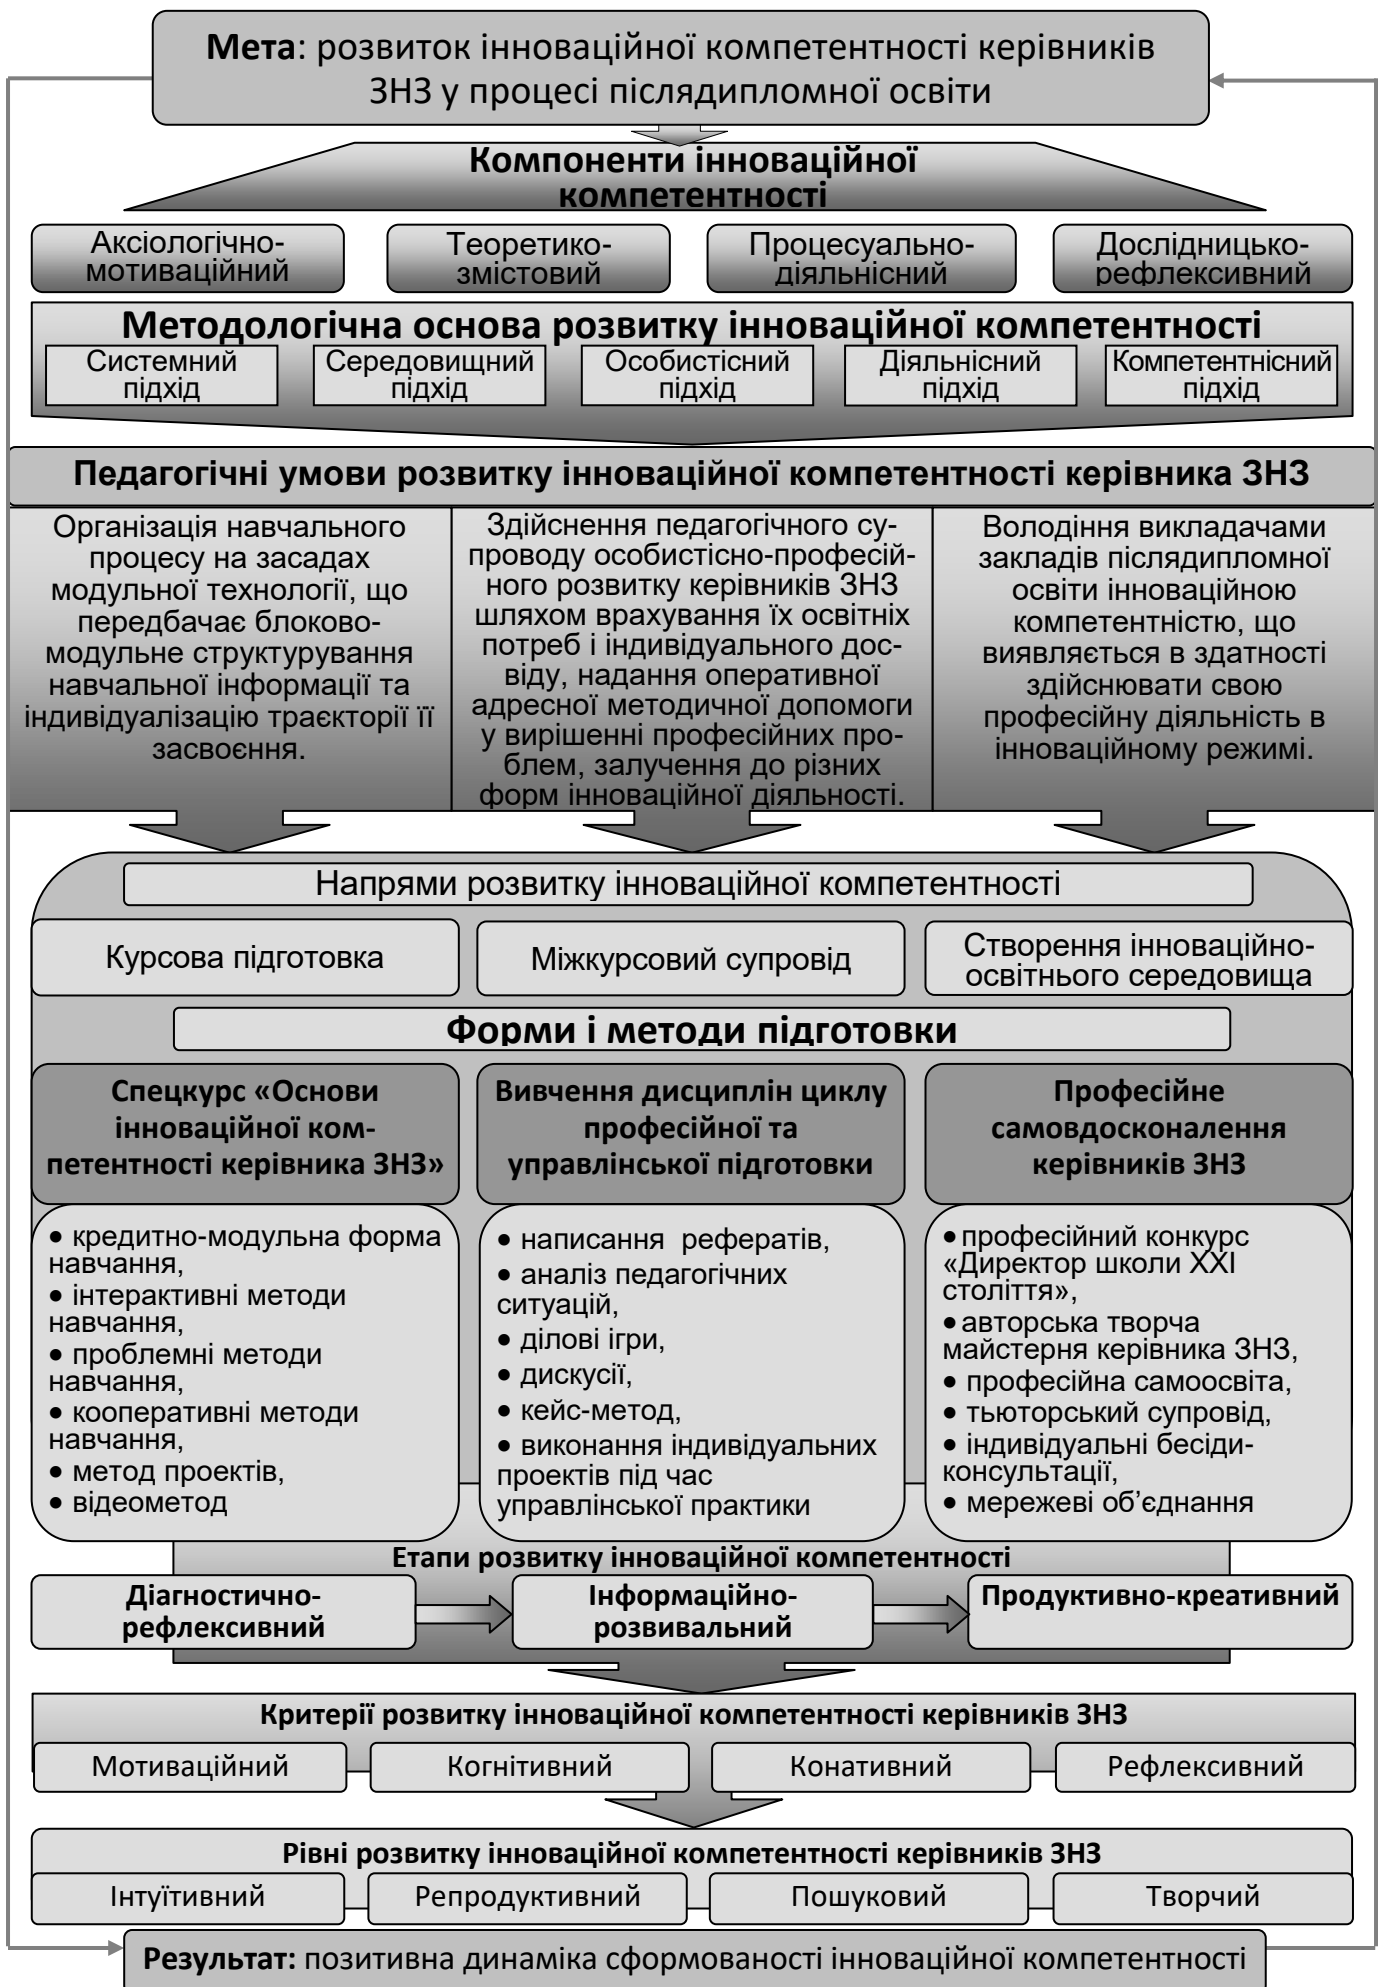 Мета: розвиток інноваційної компетентності керівників
ЗНЗ у процесі післядипломної освіти
Компоненти інноваційної
компетентності
Аксіологічно-
мотиваційний
Теоретико-
змістовий
Процесуально-
діяльнісний
Дослідницько-
рефлексивний
Методологічна основа розвитку інноваційної компетентності
Системний
підхід
Середовищний
підхід
Особистісний
підхід
Діяльнісний
підхід
Компетентнісний
підхід
Педагогічні умови розвитку інноваційної компетентності керівника ЗНЗ
Організація навчального
процесу на засадах
модульної технології, що
передбачає блоково-
модульне структурування
навчальної інформації та
індивідуалізацію траєкторії її
засвоєння.
Здійснення педагогічного су-
проводу особистісно-професій-
ного розвитку керівників ЗНЗ
шляхом врахування їх освітніх
потреб і індивідуального дос-
віду, надання оперативної
адресної методичної допомоги
у вирішенні професійних про-
блем, залучення до різних
форм інноваційної діяльності.
Володіння викладачами
закладів післядипломної
освіти інноваційною
компетентністю, що
виявляється в здатності
здійснювати свою
професійну діяльність в
інноваційному режимі.
Напрями розвитку інноваційної компетентності
Курсова підготовка
Міжкурсовий супровід
Створення інноваційно-
освітнього середовища
Форми і методи підготовки
Спецкурс «Основи
інноваційної ком-
петентності керівника ЗНЗ»
Вивчення дисциплін циклу
професійної та
управлінської підготовки
Професійне
самовдосконалення
керівників ЗНЗ
• кредитно-модульна форма
навчання,
• інтерактивні методи
навчання,
• проблемні методи
навчання,
• кооперативні методи
навчання,
• метод проектів,
• відеометод
• написання рефератів,
• аналіз педагогічних
ситуацій,
• ділові ігри,
• дискусії,
• кейс-метод,
• виконання індивідуальних
проектів під час
управлінської практики
• професійний конкурс
«Директор школи ХХІ
століття»,
• авторська творча
майстерня керівника ЗНЗ,
• професійна самоосвіта,
• тьюторський супровід,
• індивідуальні бесіди-
консультації,
• мережеві об’єднання
Етапи розвитку інноваційної компетентності
Діагностично-
рефлексивний
Інформаційно-
розвивальний
Продуктивно-креативний
Критерії розвитку інноваційної компетентності керівників ЗНЗ
Мотиваційний
Когнітивний
Конативний
Рефлексивний
Рівні розвитку інноваційної компетентності керівників ЗНЗ
Інтуїтивний
Репродуктивний
Пошуковий
Творчий
Результат: позитивна динаміка сформованості інноваційної компетентності